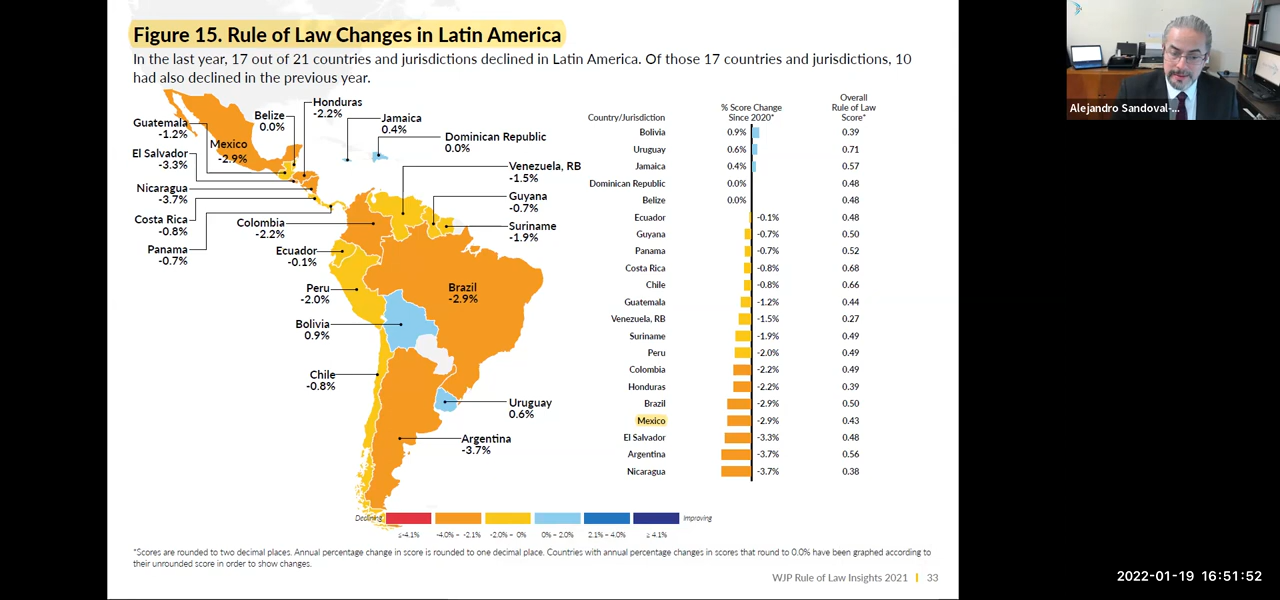 Figure 15. Rule of Law Changes in Latin America
In the last year, 17 out of 21 countries and jurisdictions declined in Latin America. Of those 17 countries and jurisdictions, 10
had also declined in the previous year.
Honduras
-2.2%
Belize
0.0%
Guatemala
-1.2%
Jamaica
0.4%
Dominican Republic
0.0%
Mexico
-2.9%
El Salvador
-3.3%
Venezuela, RB
-1.5%
Nicaragua
-3.7%
Guyana
-0.7%
Costa Rica
-0.8%
Colombia
-2.2%
Suriname
-1.9%
Panama
-0.7%
Ecuador
-0.1%
Peru
-2.0%
Brazil
-2.9%
Bolivia
0.9%
Chile
-0.8%
Uruguay
0.6%
Argentina
-3.7%
Country/Jurisdiction
% Score Change
Since 2020*
Overall
Rule of Law
Score*
Bolivia 0.9% 0.39
Uruguay 0.6% 0.71
Jamaica 0.4% 0.57
Dominican Republic 0.0% 0.48
Belize 0.0% 0.48
Ecuador -0.1% 0.48
Guyana -0.7% 0.50
Panama -0.7% 0.52
Costa Rica -0.8% 0.68
Chile -0.8% 0.66
Guatemala -1.2% 0.44
Venezuela, RB -1.5% 0.27
Suriname -1.9% 0.49
Peru -2.0% 0.49
Colombia -2.2% 0.49
Honduras -2.2% 0.39
Brazil -2.9% 0.50
Mexico -2.9% 0.43
El Salvador -3.3% 0.48
Argentina -3.7% 0.56
Nicaragua -3.7% 0.38
Declining Improving
≤-4.1% -4.0% – -2.1% -2.0% – 0% 0% – 2.0% 2.1% – 4.0% ≥ 4.1%
*Scores are rounded to two decimal places. Annual percentage change in score is rounded to one decimal place. Countries with annual percentage changes in scores that round to 0.0% have been graphed according to
their unrounded score in order to show changes.
WJP Rule of Law Insights 2021 | 33
Alejandro Sandoval-...
2022-01-19 16:51:52